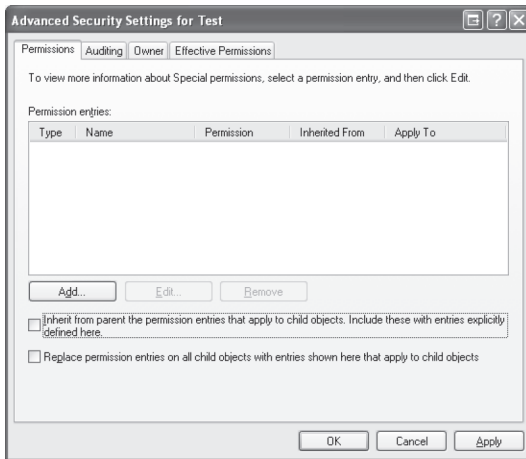 Advanced Security Settings for Test
Permissions Auditing Owner Effective Permissions
To view more information about Special permissions, select a permission entry, and then click Edit.
Permission entries:
Type Name Permission Inherited From Apply To
Add... Edit... Remove
Inherit from parent the permission entries that apply to child objects. Include these with entries explicitly
defined here.
Replace permission entries on all child objects with entries shown here that apply to child objects
OK Cancel Apply